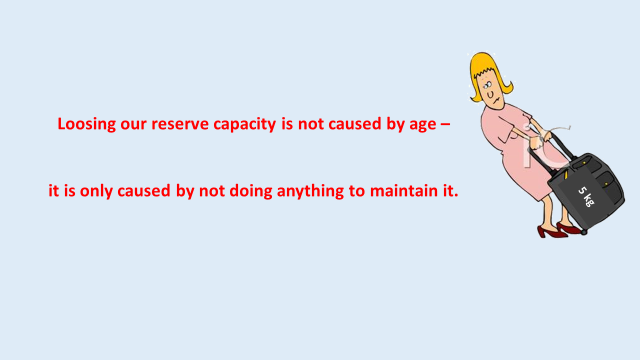 Loosing our reserve capacity is not caused by age –
it is only caused by not doing anything to maintain it.
5 kg